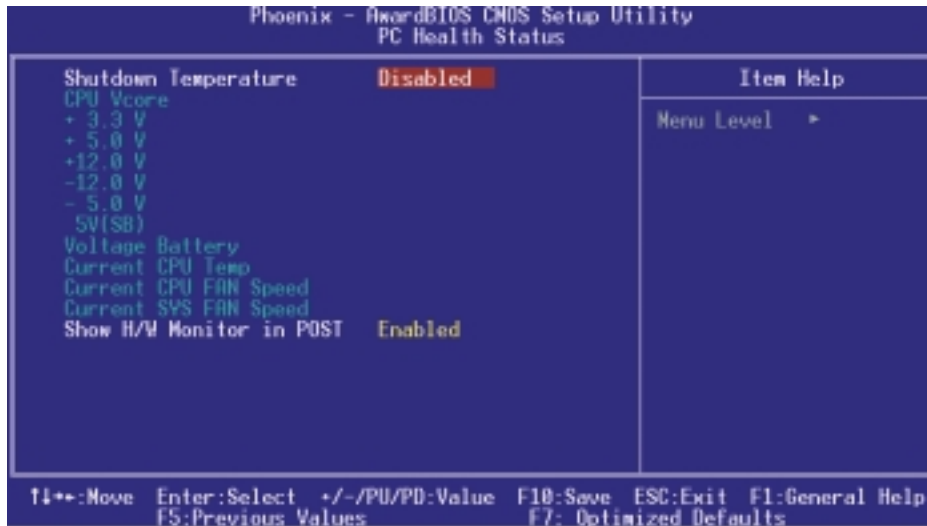 Phoenix - AwardBIOS CMOS Setup Utility
PC Health Status
Shutdown Temperature Disabled
CPU Vcore
+ 3.3 V
+ 5.0 V
+12.0 V
-12.0 V
- 5.0 V
5V(SB)
Voltage Battery
Current CPU Temp
Current CPU FAN Speed
Current SYS FAN Speed
Show H/W Monitor in POST Enabled
Item Help
Menu Level ►
↑↓→←:Move Enter:Select +/-/PU/PD:Value F10:Save ESC:Exit F1:General Help
F5:Previous Values F7: Optimized Defaults